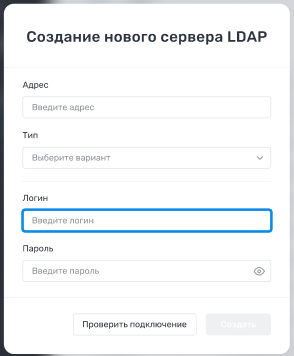 Создание нового сервера LDAP
Адрес
Введите адрес
Тип
Выберите вариант
Логин
Введите логин
Пароль
Введите пароль
Проверить подключение
Создать